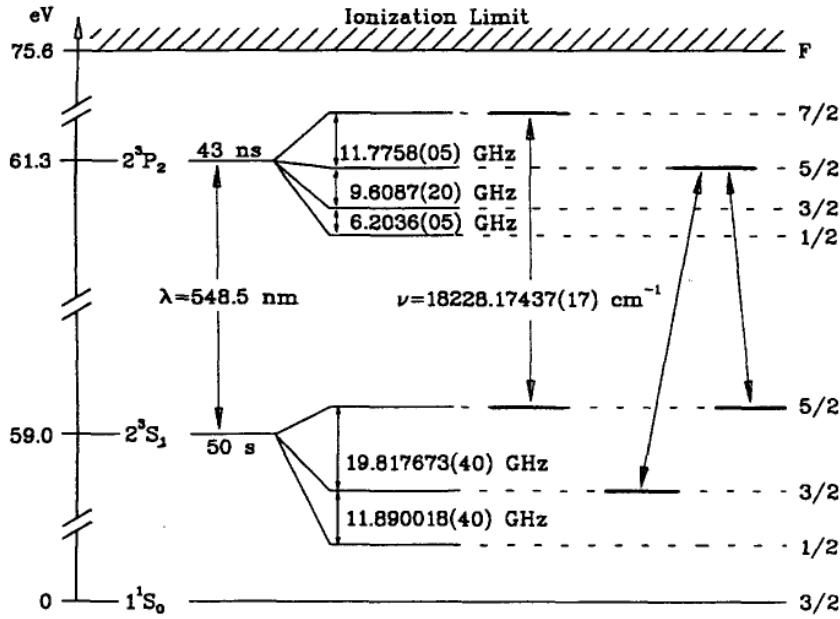 eV Ionization Limit
75.6 F
7/2
11.7758(05) GHz
61.3 2³P₂ 43 ns 5/2
9.6087(20) GHz
3/2
6.2036(05) GHz
1/2
λ=548.5 nm ν=18228.17437(17) cm⁻¹
5/2
59.0 2³S₁ 50 s
19.817673(40) GHz
3/2
11.890018(40) GHz
1/2
0 1¹S₀ 3/2